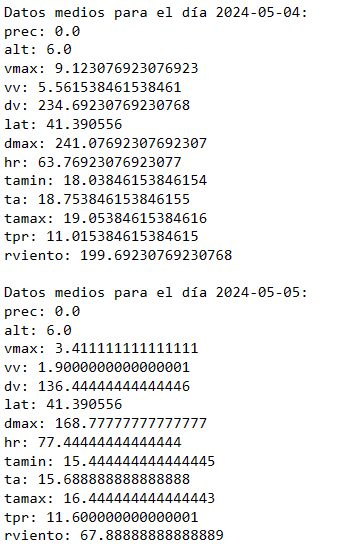 Datos medios para el día 2024-05-04:
prec: 0.0
alt: 6.0
vmax: 9.123076923076923
vv: 5.561538461538461
dv: 234.69230769230768
lat: 41.390556
dmax: 241.07692307692307
hr: 63.76923076923077
tamin: 18.03846153846154
ta: 18.753846153846155
tamax: 19.05384615384616
tpr: 11.015384615384615
rviento: 199.69230769230768

Datos medios para el día 2024-05-05:
prec: 0.0
alt: 6.0
vmax: 3.411111111111111
vv: 1.9000000000000001
dv: 136.44444444444446
lat: 41.390556
dmax: 168.77777777777777
hr: 77.44444444444444
tamin: 15.444444444444445
ta: 15.688888888888888
tamax: 16.444444444444443
tpr: 11.600000000000001
rviento: 67.88888888888889